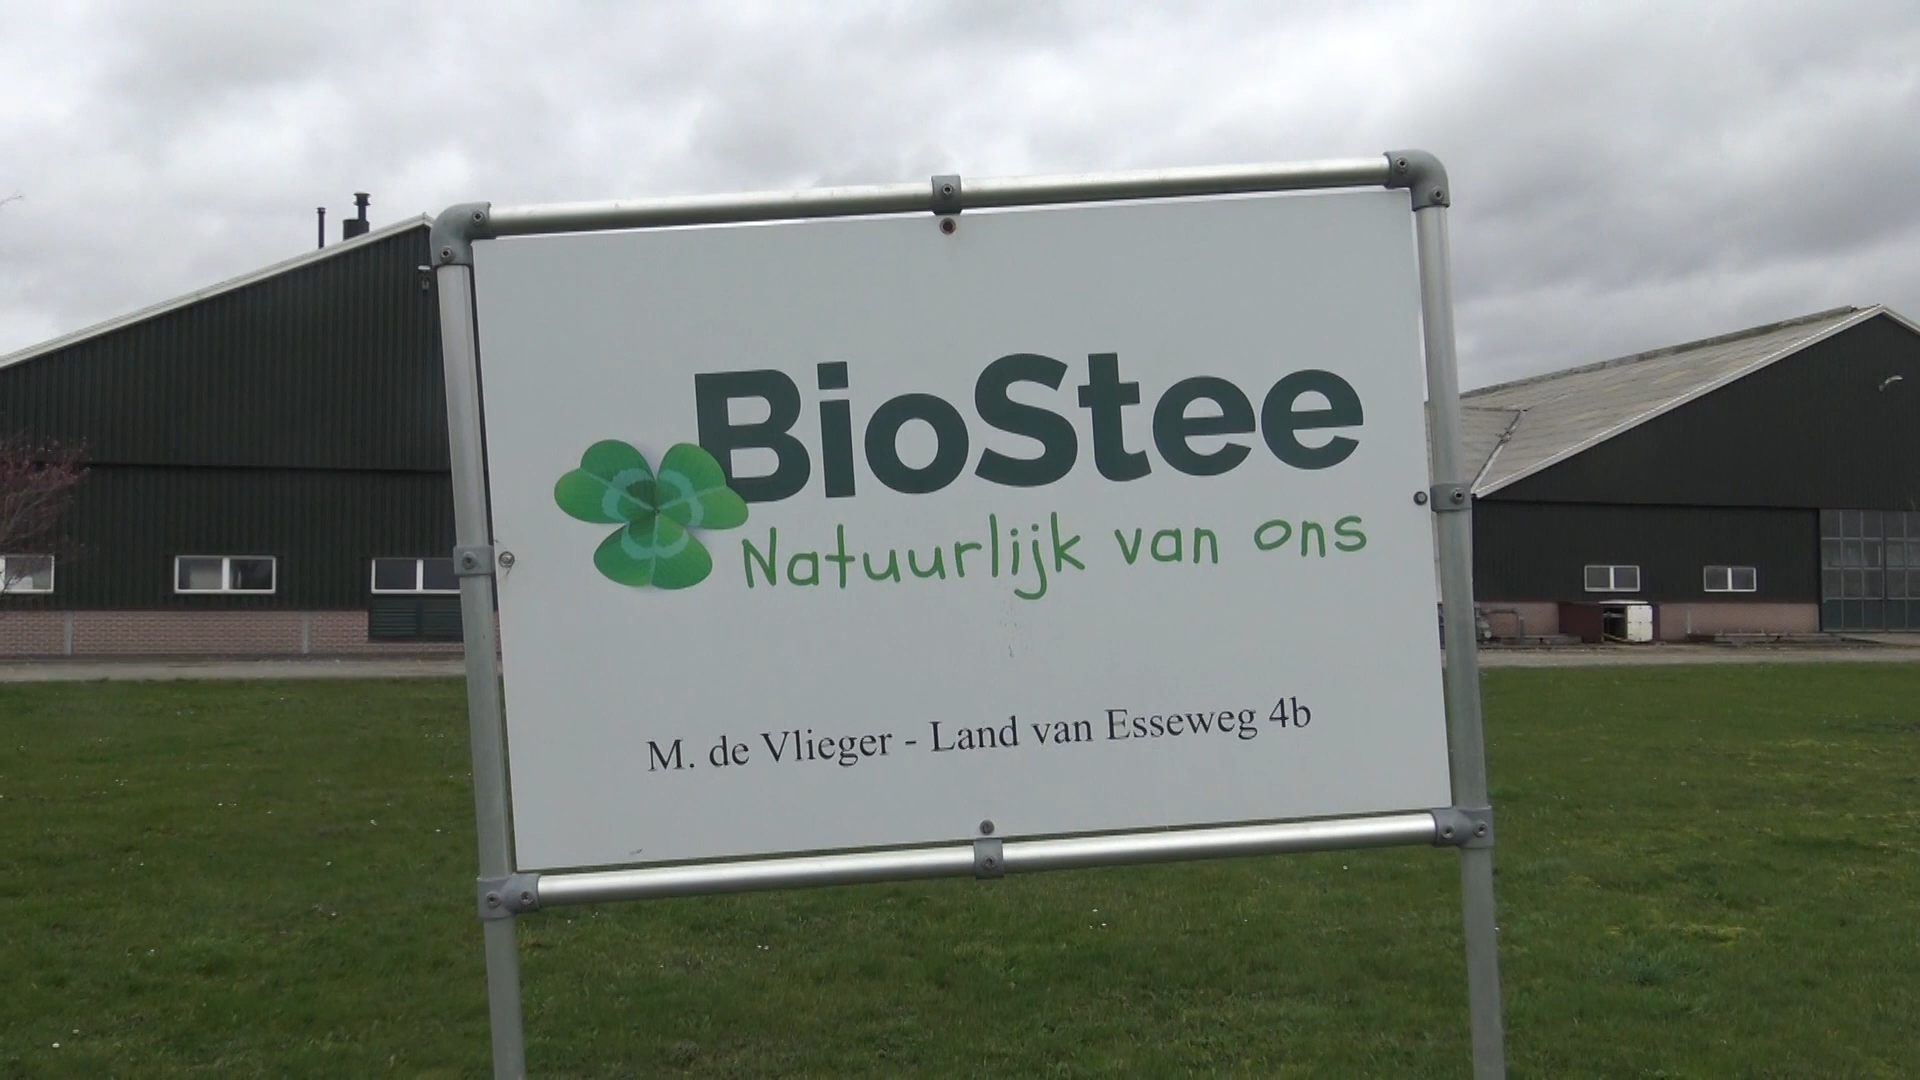 BioStee
Natuurlijk van ons
M. de Vlieger - Land van Esseweg 4b